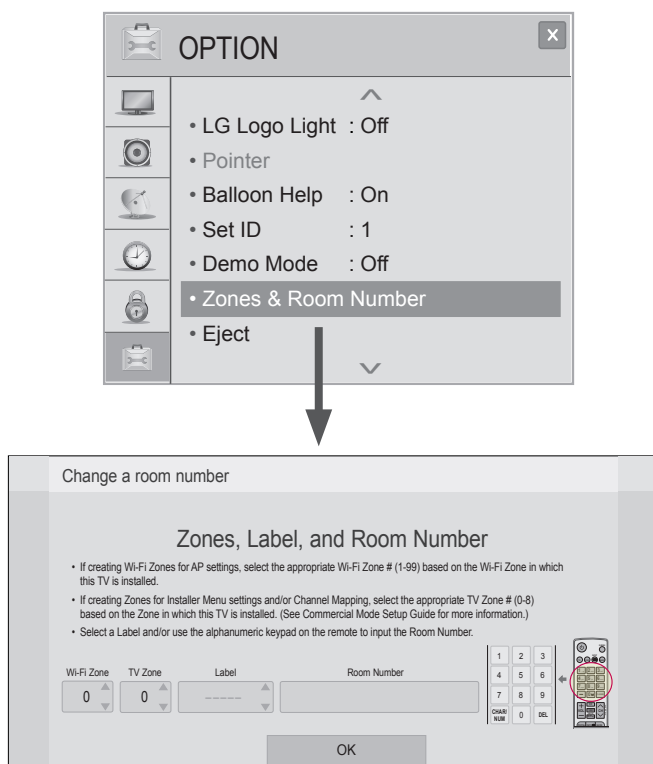 OPTION
X
• LG Logo Light : Off
• Pointer
• Balloon Help : On
• Set ID : 1
• Demo Mode : Off
• Zones & Room Number
• Eject
Change a room number
Zones, Label, and Room Number
• If creating Wi-Fi Zones for AP settings, select the appropriate Wi-Fi Zone # (1-99) based on the Wi-Fi Zone in which
this TV is installed.
• If creating Zones for Installer Menu settings and/or Channel Mapping, select the appropriate TV Zone # (0-8)
based on the Zone in which this TV is installed. (See Commercial Mode Setup Guide for more information.)
• Select a Label and/or use the alphanumeric keypad on the remote to input the Room Number.
Wi-Fi Zone TV Zone Label Room Number
0 0 –––––
1 2 3
4 5 6
7 8 9
CHAR/
NUM 0 DEL
OK